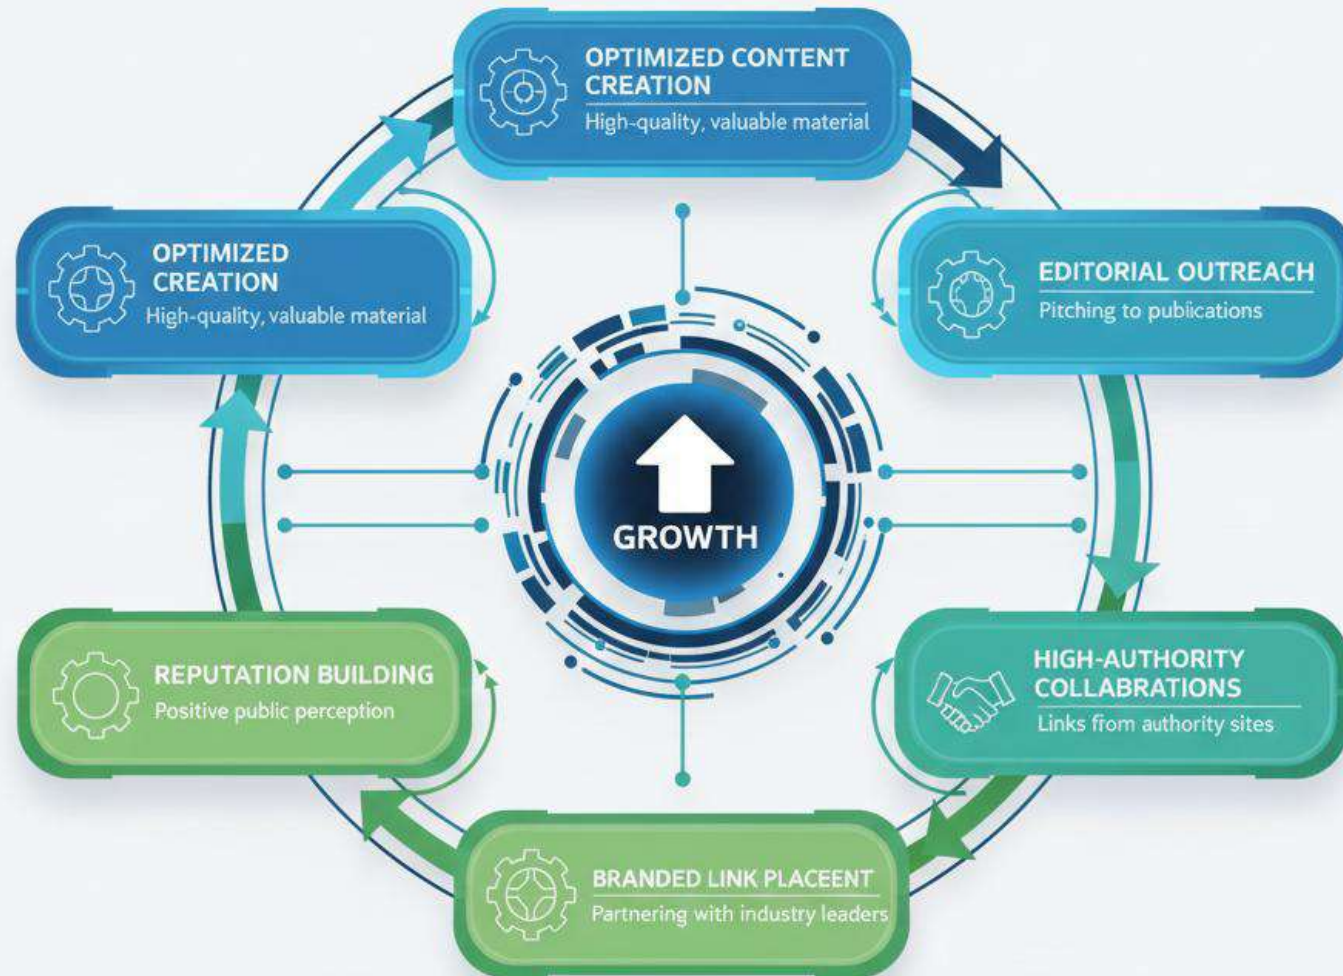 OPTIMIZED CONTENT
CREATION
High-quality, valuable material
OPTIMIZED
CREATION
High-quality, valuable material
EDITORIAL OUTREACH
Pitching to publications
GROWTH
REPUTATION BUILDING
Positive public perception
HIGH-AUTHORITY
COLLABRATIONS
Links from authority sites
BRANDED LINK PLACEENT
Partnering with industry leaders